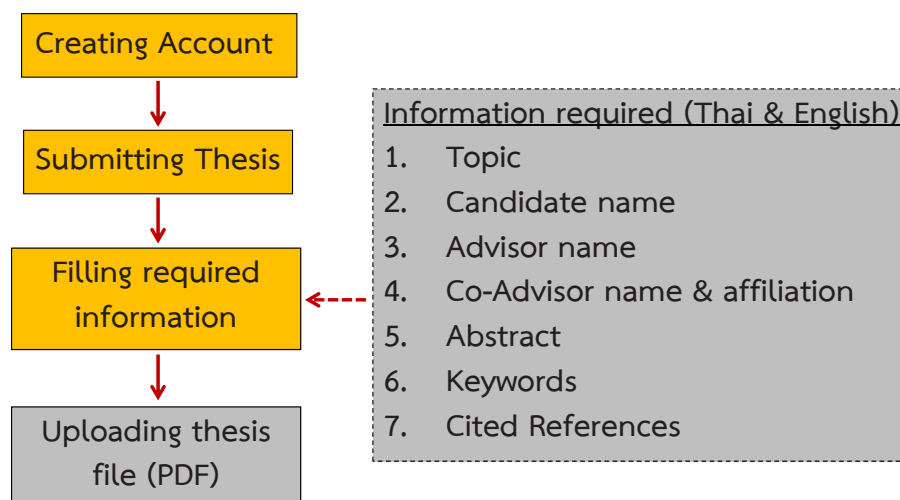 Creating Account
Submitting Thesis
Filling required
information
Uploading thesis
file (PDF)
Information required (Thai & English)
1. Topic
2. Candidate name
3. Advisor name
4. Co-Advisor name & affiliation
5. Abstract
6. Keywords
7. Cited References